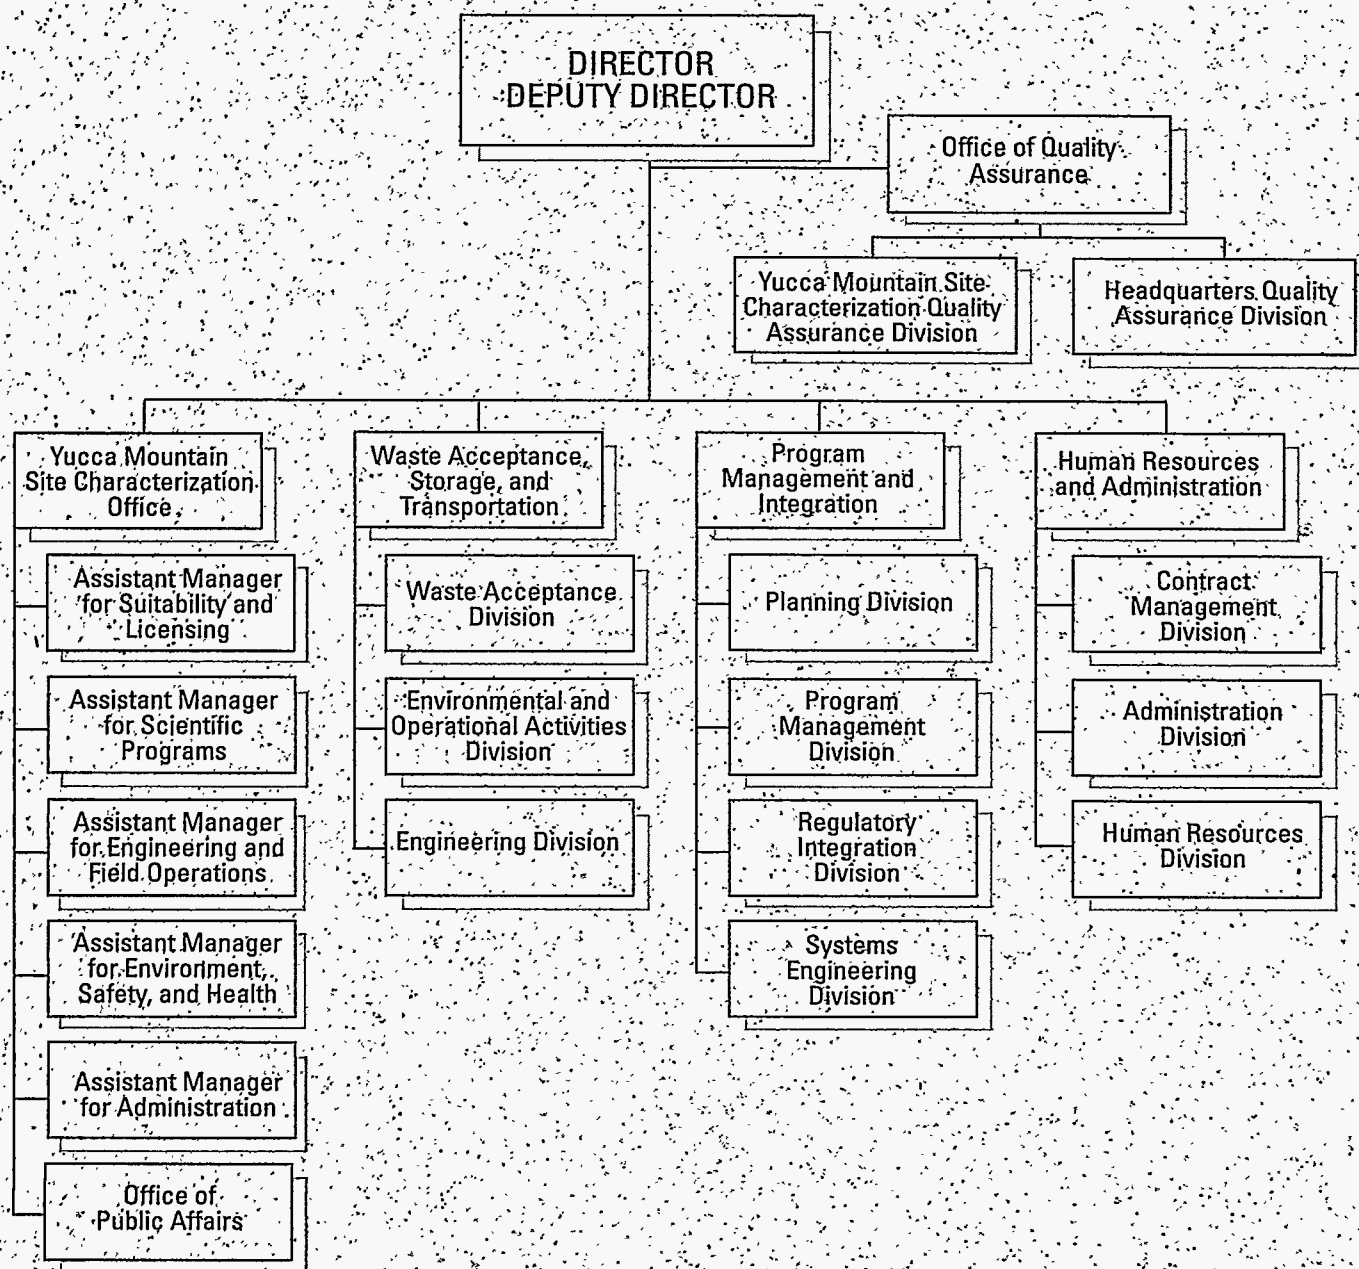 DIRECTOR
DEPUTY DIRECTOR
Office of Quality
Assurance
Yucca Mountain Site
Characterization Quality
Assurance Division
Headquarters Quality
Assurance Division
Yucca Mountain
Site Characterization
Office
Assistant Manager
for Suitability and
Licensing
Assistant Manager
for Scientific
Programs
Assistant Manager
for Engineering and
Field Operations
Assistant Manager
for Environment,
Safety, and Health
Assistant Manager
for Administration
Office of
Public Affairs
Waste Acceptance,
Storage, and
Transportation
Waste Acceptance
Division
Environmental and
Operational Activities
Division
Engineering Division
Program
Management and
Integration
Planning Division
Program
Management
Division
Regulatory
Integration
Division
Systems
Engineering
Division
Human Resources
and Administration
Contract
Management
Division
Administration
Division
Human Resources
Division